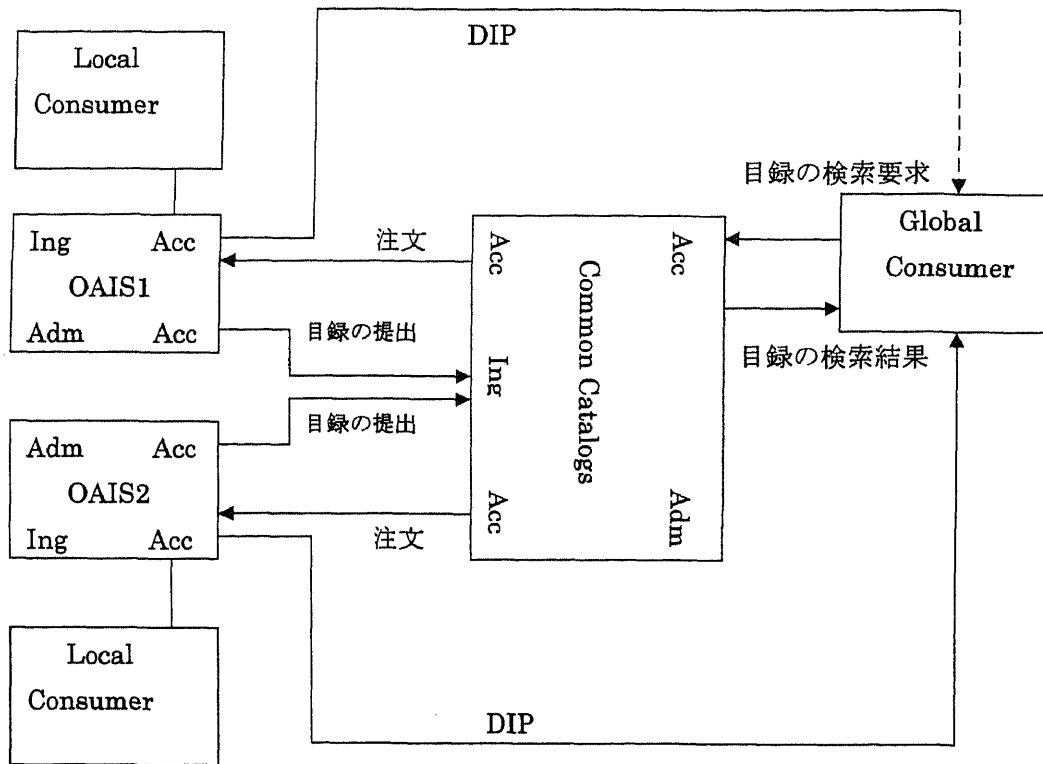 DIP
Local
Consumer
目録の検索要求
Ing Acc
OAIS1
Adm Acc
注文
目録の提出
Acc
Ing
Acc
Common Catalogs
Acc
Adm
Global
Consumer
目録の検索結果
目録の提出
Adm Acc
OAIS2
Ing Acc
注文
Local
Consumer
DIP